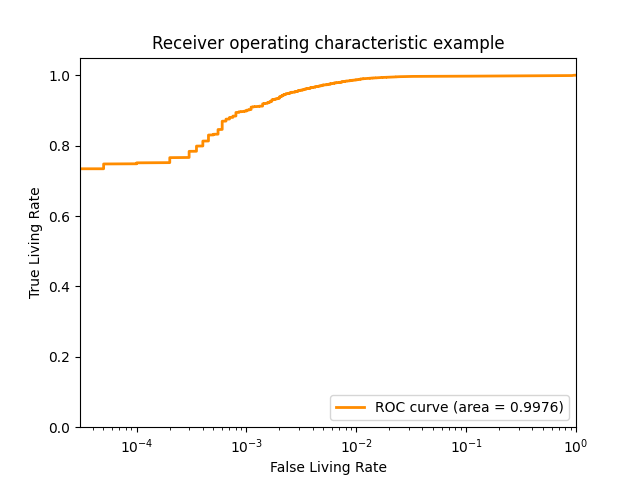 Receiver operating characteristic example
1.0
0.8
0.6
0.4
0.2
0.0
True Living Rate
ROC curve (area = 0.9976)
10⁻⁴ 10⁻³ 10⁻² 10⁻¹ 10⁰
False Living Rate